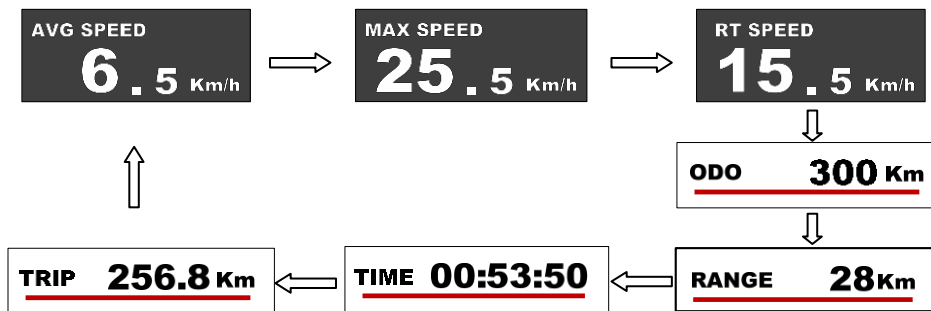 AVG SPEED
6.5 Km/h
MAX SPEED
25.5 Km/h
RT SPEED
15.5 Km/h
ODO 300 Km
RANGE 28Km
TIME 00:53:50
TRIP 256.8 Km